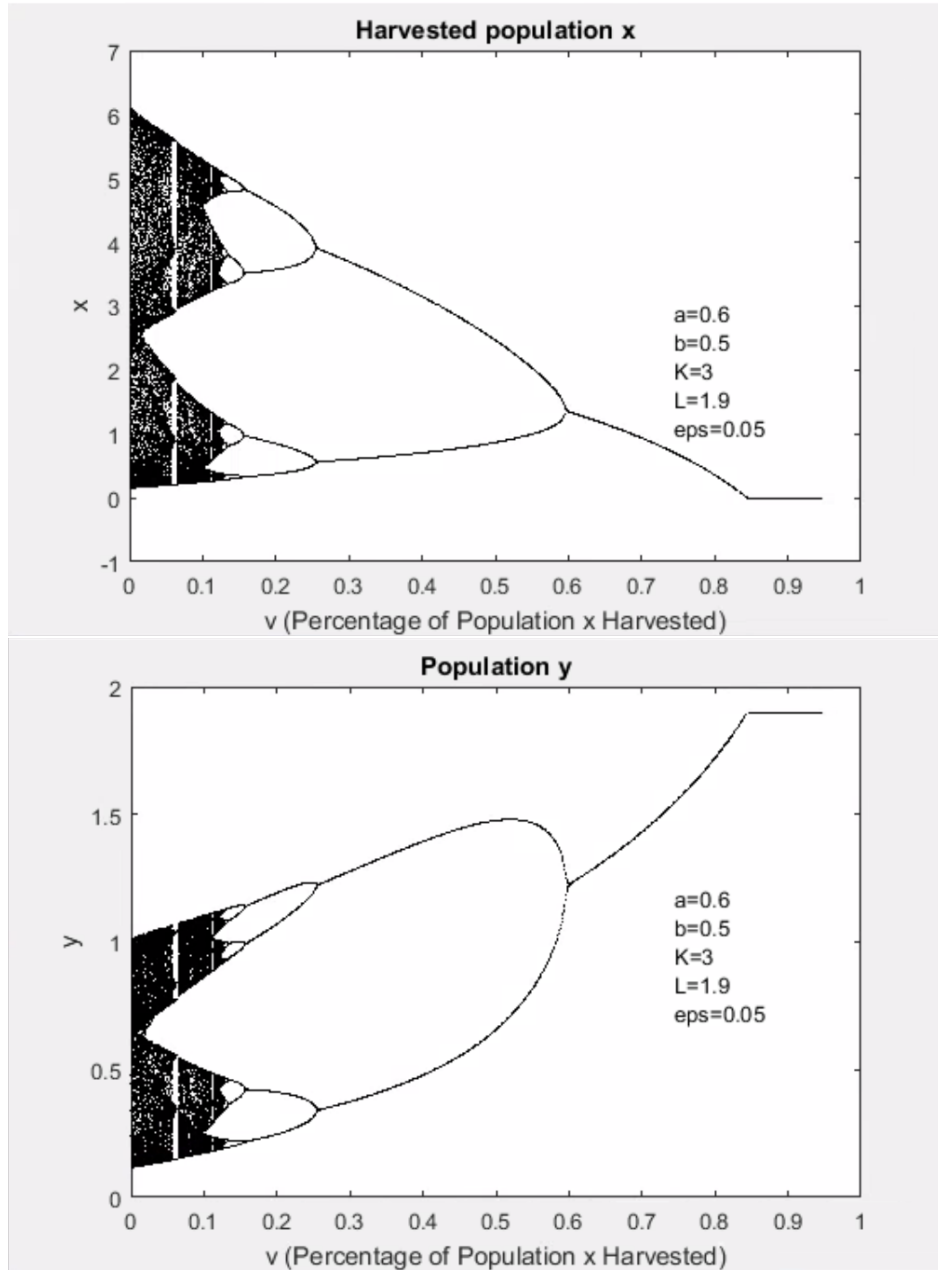 Harvested population x
7
6
5
4
3
2
1
0
-1
x
a=0.6
b=0.5
K=3
L=1.9
eps=0.05
0 0.1 0.2 0.3 0.4 0.5 0.6 0.7 0.8 0.9 1
v (Percentage of Population x Harvested)
Population y
2
1.5
1
0.5
0
y
a=0.6
b=0.5
K=3
L=1.9
eps=0.05
0 0.1 0.2 0.3 0.4 0.5 0.6 0.7 0.8 0.9 1
v (Percentage of Population x Harvested)